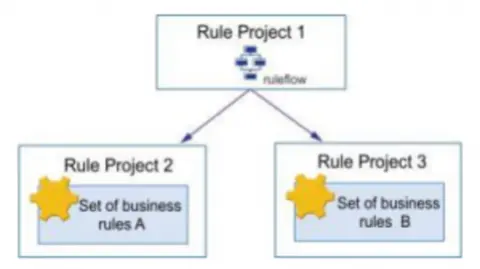 Rule Project 1
ruleflow
Rule Project 2
Set of business
rules A
Rule Project 3
Set of business
rules B